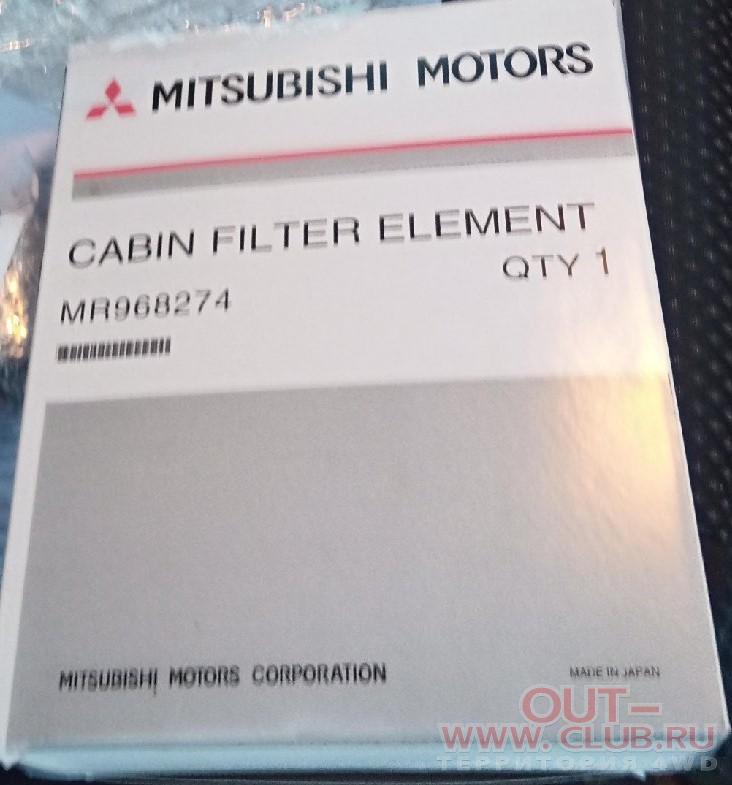 MITSUBISHI MOTORS
CABIN FILTER ELEMENT
QTY 1
MR968274
MITSUBISHI MOTORS CORPORATION
MADE IN JAPAN
OUT-
WWW.CLUB.RU
ТЕРРИТОРИЯ 4WD